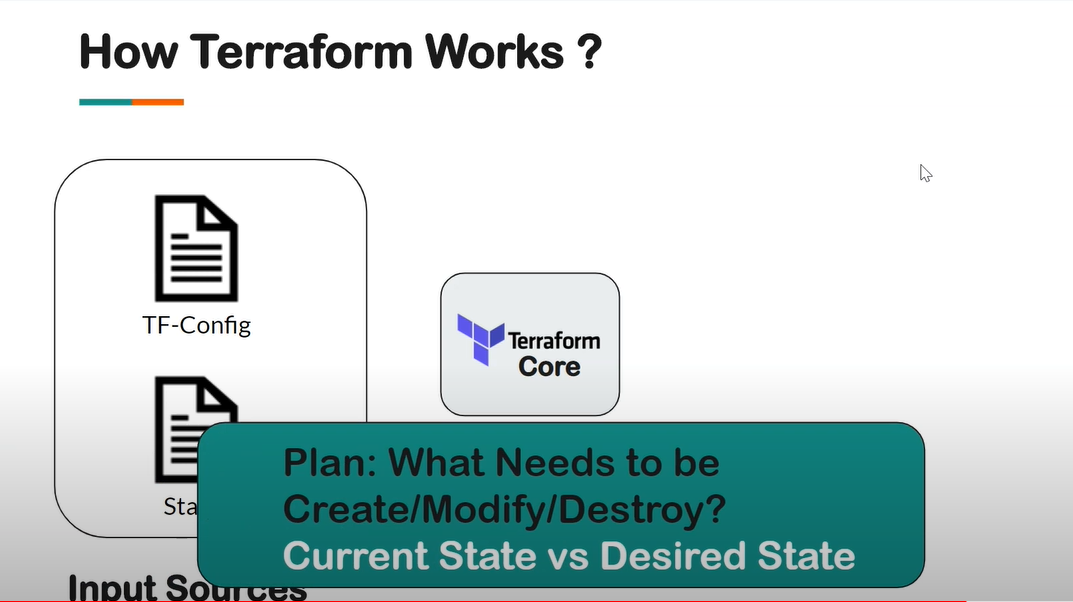 How Terraform Works ?
TF-Config
Terraform
Core
Sta
Plan: What Needs to be
Create/Modify/Destroy?
Current State vs Desired State
Input Sources